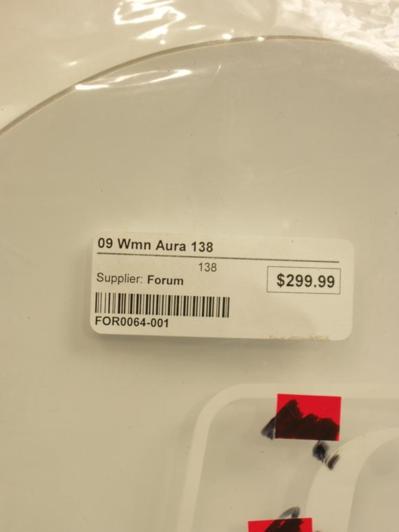 09 Wmn Aura 138
138
Supplier: Forum
$299.99
FOR0064-001